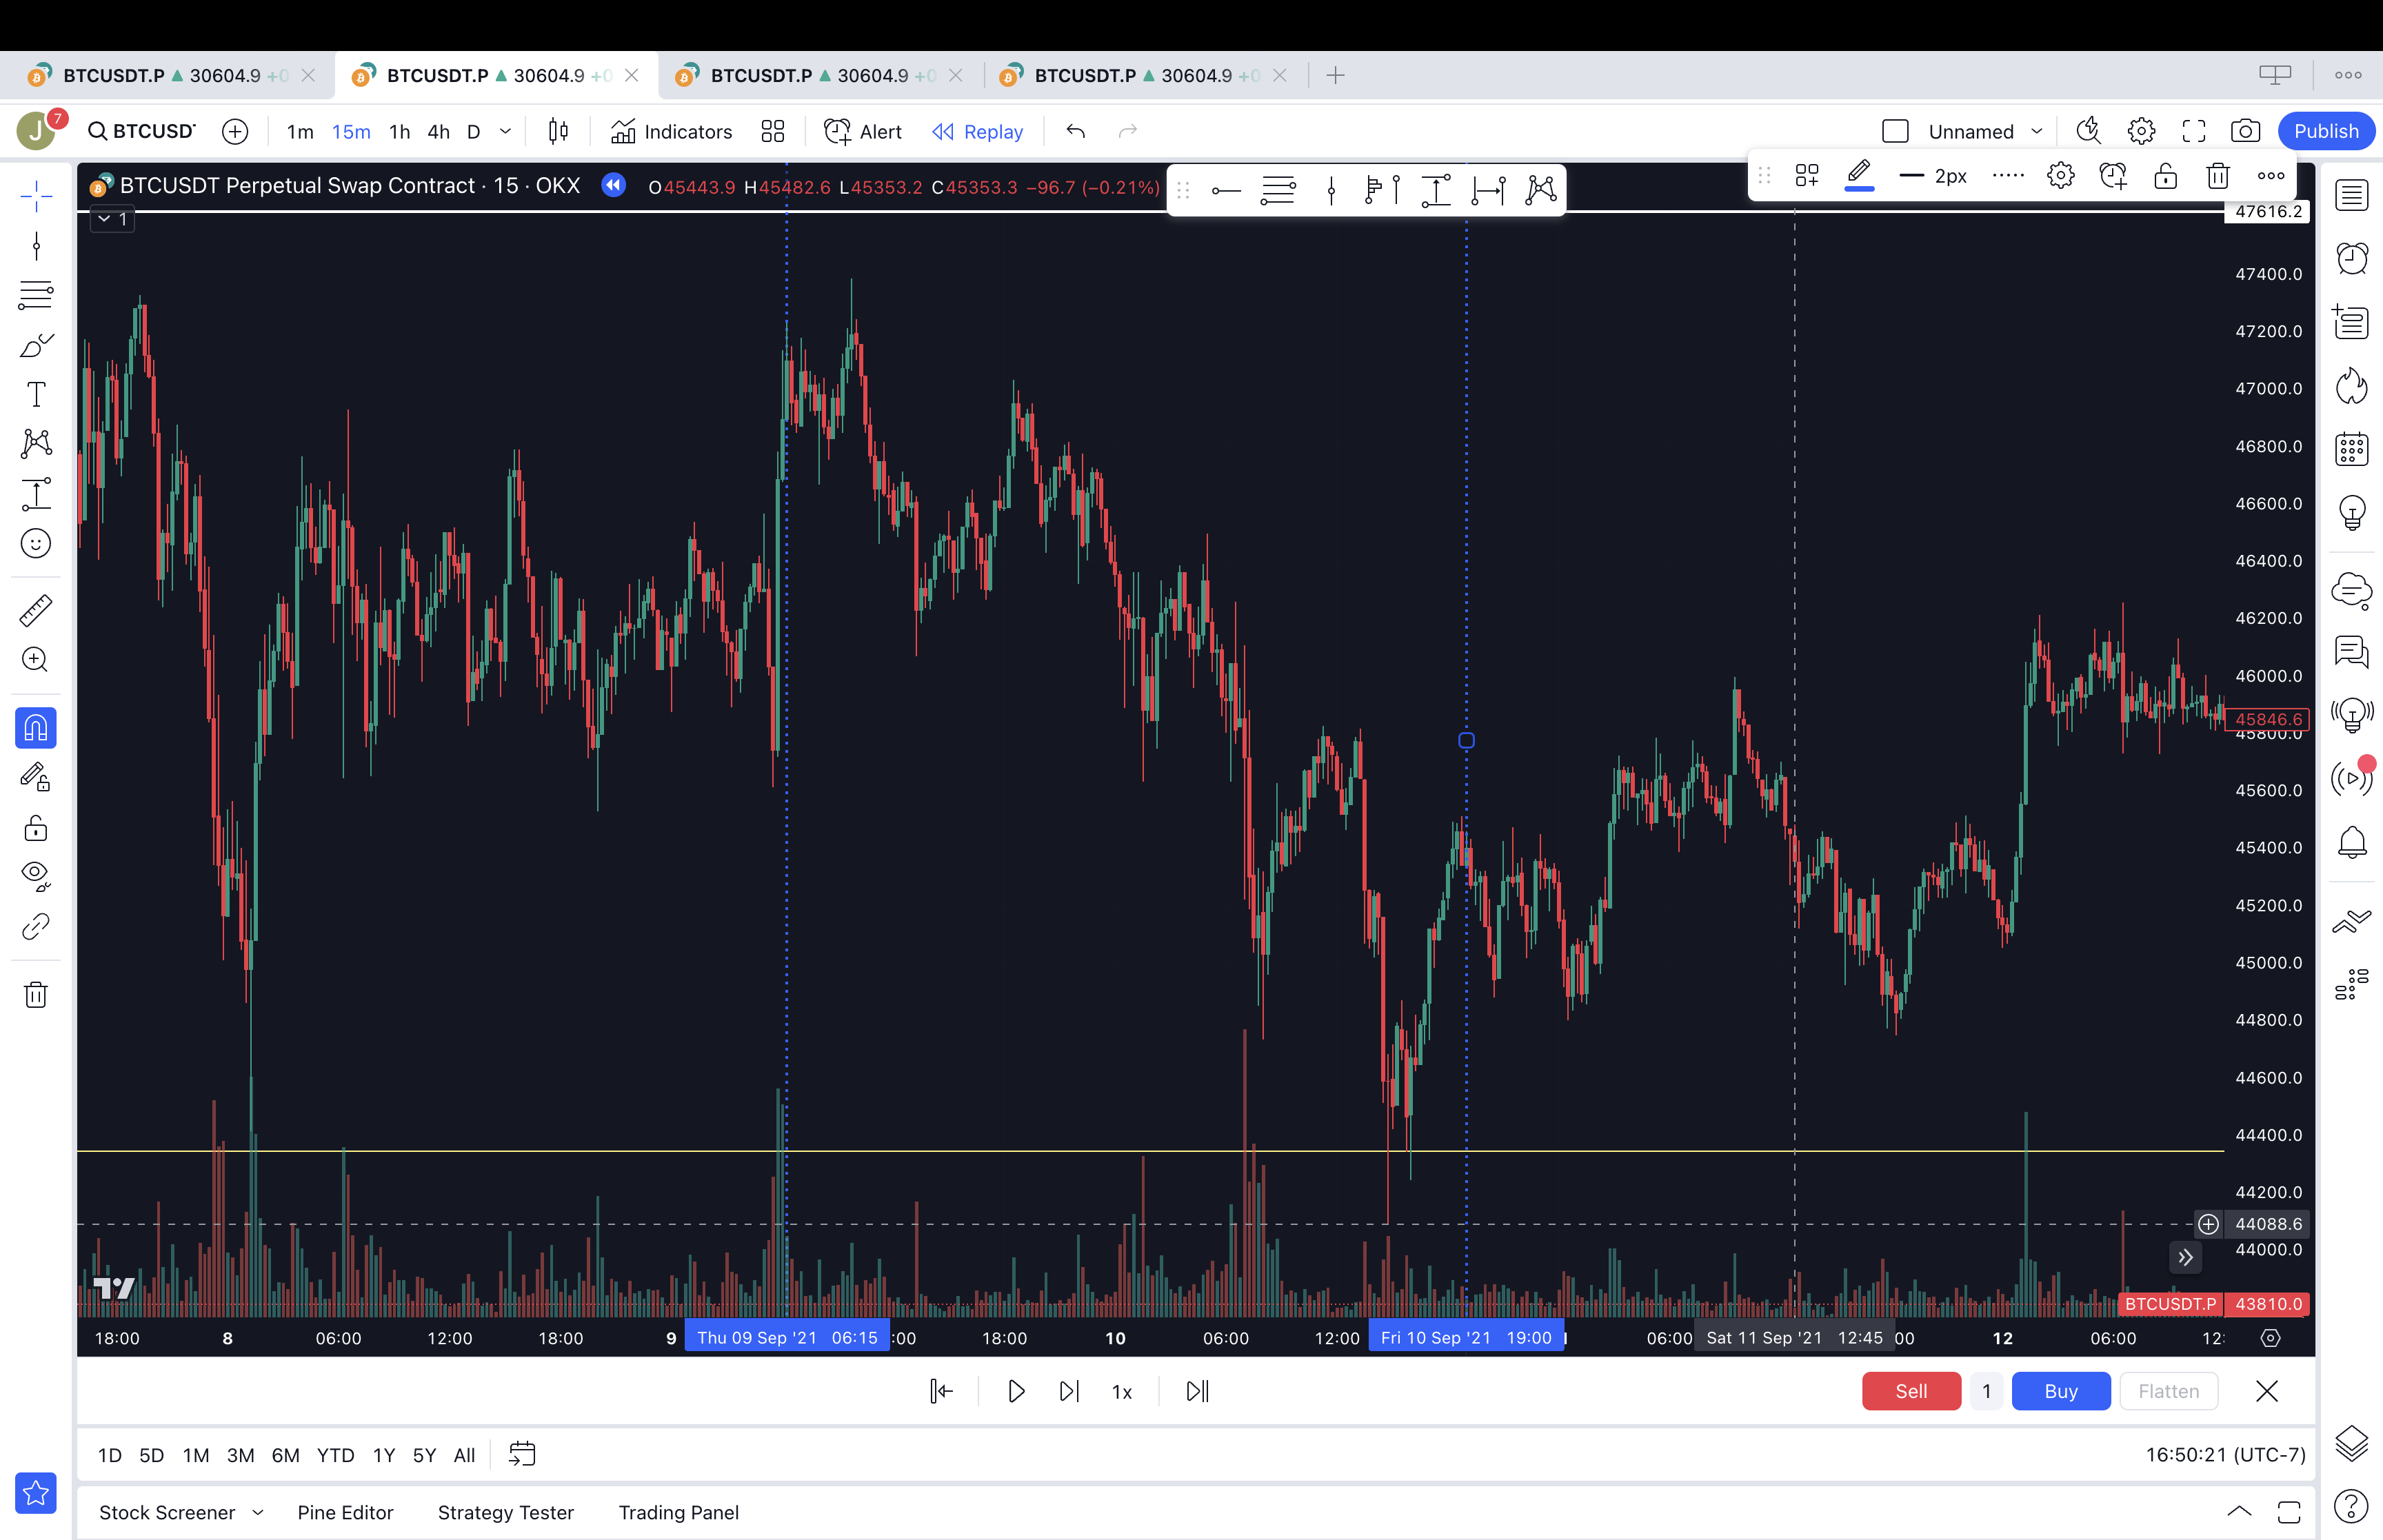 BTCUSDT.P ▲ 30604.9 +0
BTCUSDT.P ▲ 30604.9 +0
BTCUSDT.P ▲ 30604.9 +0
BTCUSDT.P ▲ 30604.9 +0
J
7
BTCUSD
1m 15m 1h 4h D
Indicators
Alert
Replay
Unnamed
Publish
BTCUSDT Perpetual Swap Contract · 15 · OKX
O45443.9 H45482.6 L45353.2 C45353.3 −96.7 (−0.21%)
2px
1
47616.2
47400.0
47200.0
47000.0
46800.0
46600.0
46400.0
46200.0
46000.0
45846.6
45800.0
45600.0
45400.0
45200.0
45000.0
44800.0
44600.0
44400.0
44200.0
44088.6
44000.0
BTCUSDT.P 43810.0
18:00 8 06:00 12:00 18:00 9 Thu 09 Sep '21 06:15 :00 18:00 10 06:00 12:00 Fri 10 Sep '21 19:00 06:00 Sat 11 Sep '21 12:45 00 12 06:00 12:
1x
Sell 1 Buy Flatten
1D 5D 1M 3M 6M YTD 1Y 5Y All
16:50:21 (UTC-7)
Stock Screener Pine Editor Strategy Tester Trading Panel